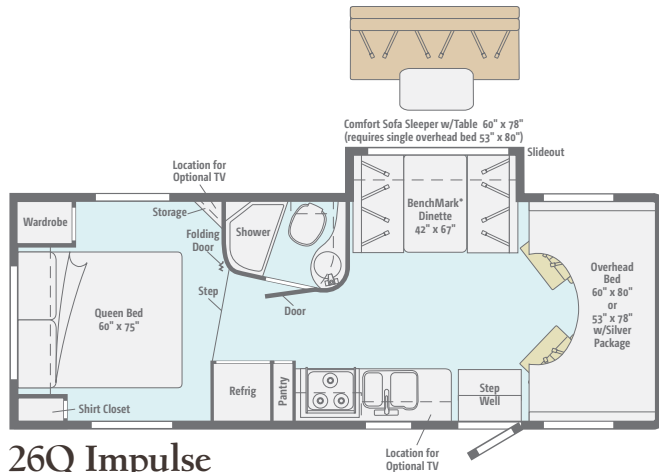 Comfort Sofa Sleeper w/Table 60" x 78"
(requires single overhead bed 53" x 80")
Slideout
Location for
Optional TV
Storage
Wardrobe
Folding
Door
Shower
BenchMark*
Dinette
42" x 67"
Overhead
Bed
60" x 80"
or
53" x 78"
w/Silver
Package
Queen Bed
60" x 75"
Step
Door
Refrig
Pantry
Step
Well
Shirt Closet
Location for
Optional TV
26Q Impulse